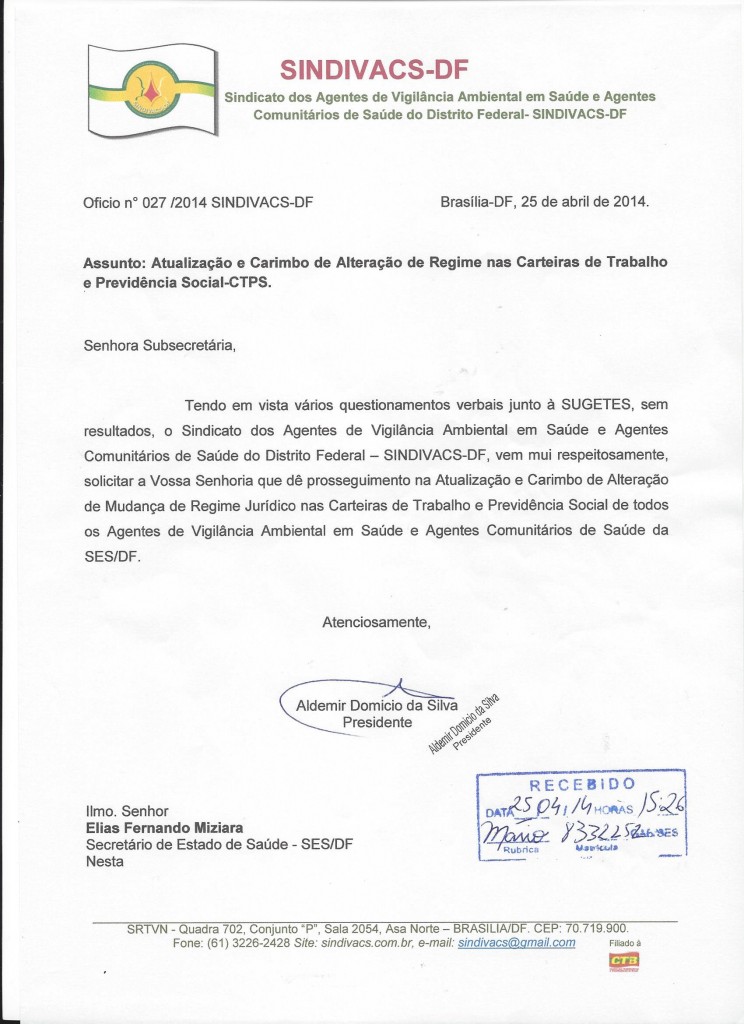 SINDIVACS-DF
Sindicato dos Agentes de Vigilância Ambiental em Saúde e Agentes
Comunitários de Saúde do Distrito Federal- SINDIVACS-DF
Oficio n° 027 /2014 SINDIVACS-DF
Brasília-DF, 25 de abril de 2014.
Assunto: Atualização e Carimbo de Alteração de Regime nas Carteiras de Trabalho
e Previdência Social-CTPS.
Senhora Subsecretária,
Tendo em vista vários questionamentos verbais junto à SUGETES, sem
resultados, o Sindicato dos Agentes de Vigilância Ambiental em Saúde e Agentes
Comunitários de Saúde do Distrito Federal – SINDIVACS-DF, vem mui respeitosamente,
solicitar a Vossa Senhoria que dê prosseguimento na Atualização e Carimbo de Alteração
de Mudança de Regime Jurídico nas Carteiras de Trabalho e Previdência Social de todos
os Agentes de Vigilância Ambiental em Saúde e Agentes Comunitários de Saúde da
SES/DF.
Atenciosamente,
Aldemir Domicio da Silva
Presidente
Aldemir Domicio da Silva
Presidente
RECEBIDO
DATA 25 04, 14 HORAS 15:26
Mário 8332252 SES
Rubrica Matrícula
Ilmo. Senhor
Elias Fernando Miziara
Secretário de Estado de Saúde - SES/DF
Nesta
SRTVN - Quadra 702, Conjunto “P”, Sala 2054, Asa Norte – BRASILIA/DF. CEP: 70.719.900.
Fone: (61) 3226-2428 Site: sindivacs.com.br, e-mail: sindivacs@gmail.com
Filiado á
CTB